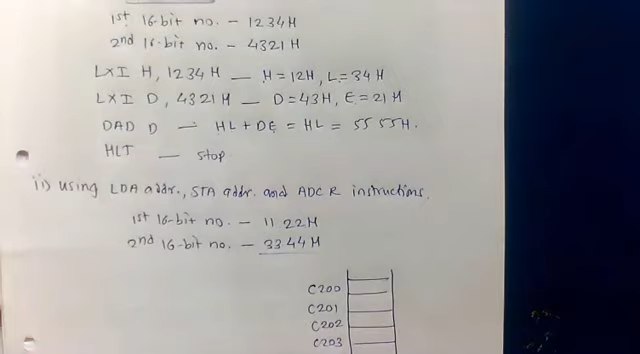 1st 16-bit no. - 1234H
2nd 16-bit no. - 4321H
LXI H, 1234H — H=12H, L=34H
LXI D, 4321H — D=43H, E=21H
DAD D — HL+DE = HL = 5555H.
HLT — stop
ii) using LDA addr., STA addr. and ADC R instructions.
1st 16-bit no. - 1122H
2nd 16-bit no. - 3344H
C200
C201
C202
C203